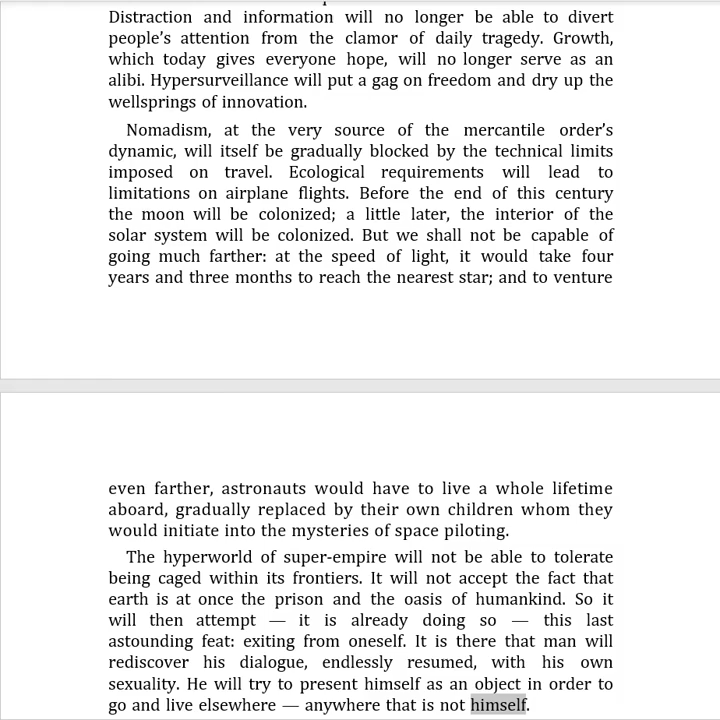 Distraction and information will no longer be able to divert
people’s attention from the clamor of daily tragedy. Growth,
which today gives everyone hope, will no longer serve as an
alibi. Hypersurveillance will put a gag on freedom and dry up the
wellsprings of innovation.
Nomadism, at the very source of the mercantile order’s
dynamic, will itself be gradually blocked by the technical limits
imposed on travel. Ecological requirements will lead to
limitations on airplane flights. Before the end of this century
the moon will be colonized; a little later, the interior of the
solar system will be colonized. But we shall not be capable of
going much farther: at the speed of light, it would take four
years and three months to reach the nearest star; and to venture
even farther, astronauts would have to live a whole lifetime
aboard, gradually replaced by their own children whom they
would initiate into the mysteries of space piloting.
The hyperworld of super-empire will not be able to tolerate
being caged within its frontiers. It will not accept the fact that
earth is at once the prison and the oasis of humankind. So it
will then attempt — it is already doing so — this last
astounding feat: exiting from oneself. It is there that man will
rediscover his dialogue, endlessly resumed, with his own
sexuality. He will try to present himself as an object in order to
go and live elsewhere — anywhere that is not himself.